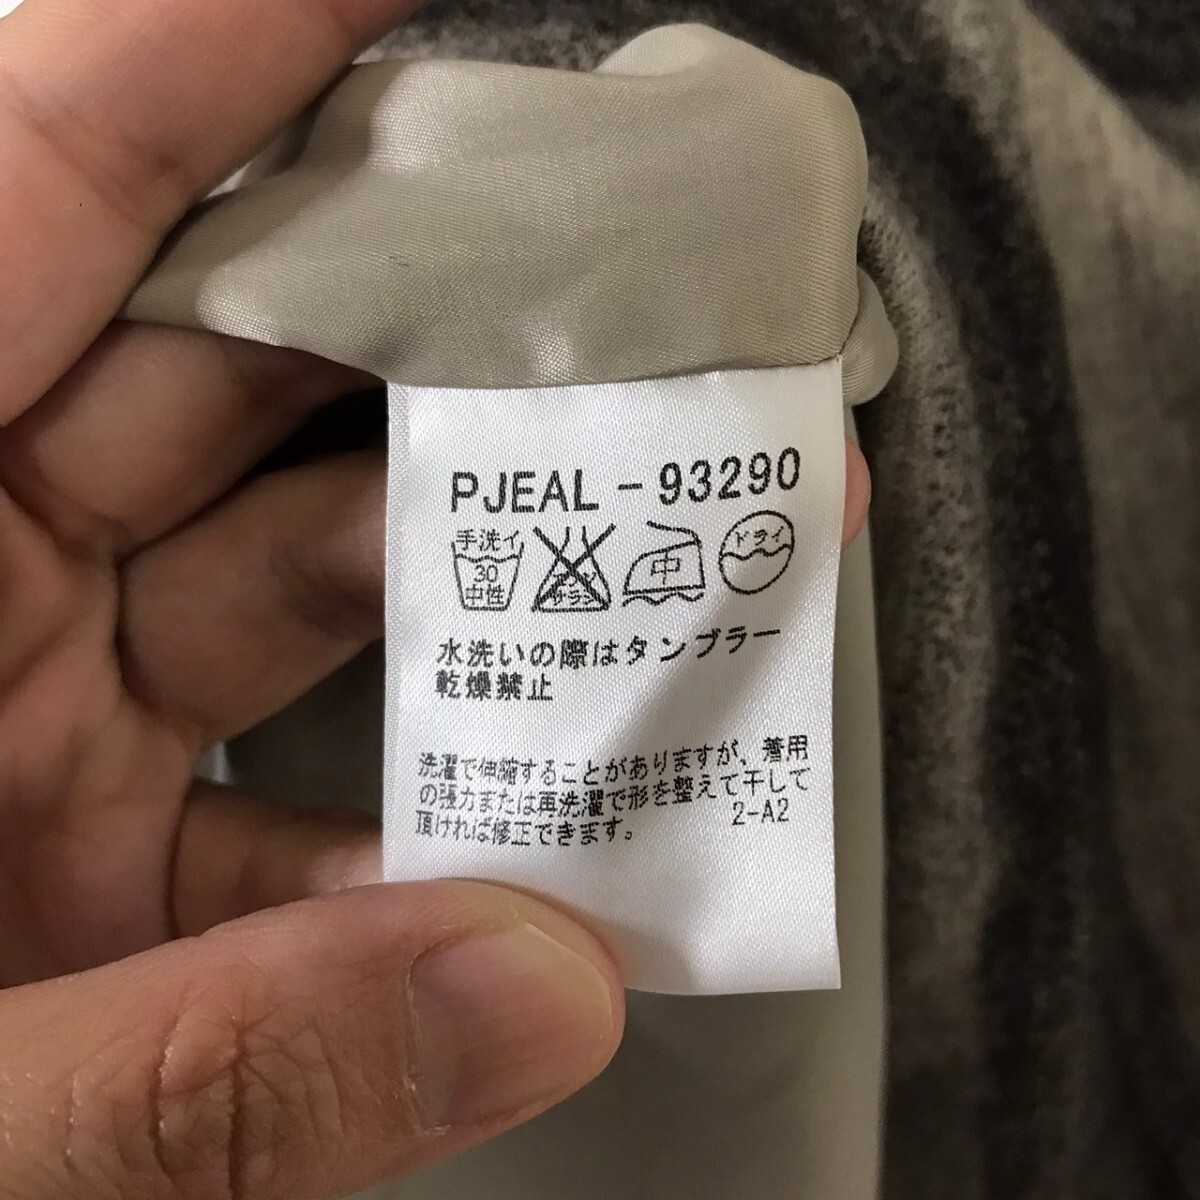 PJEAL-93290
手洗イ
30
中性
サラシ
中
ドライ
水洗いの際はタンブラー
乾燥禁止
洗濯で伸縮することがありますが、着用
の張力または再洗濯で形を整えて干して
頂ければ修正できます。 2-A2